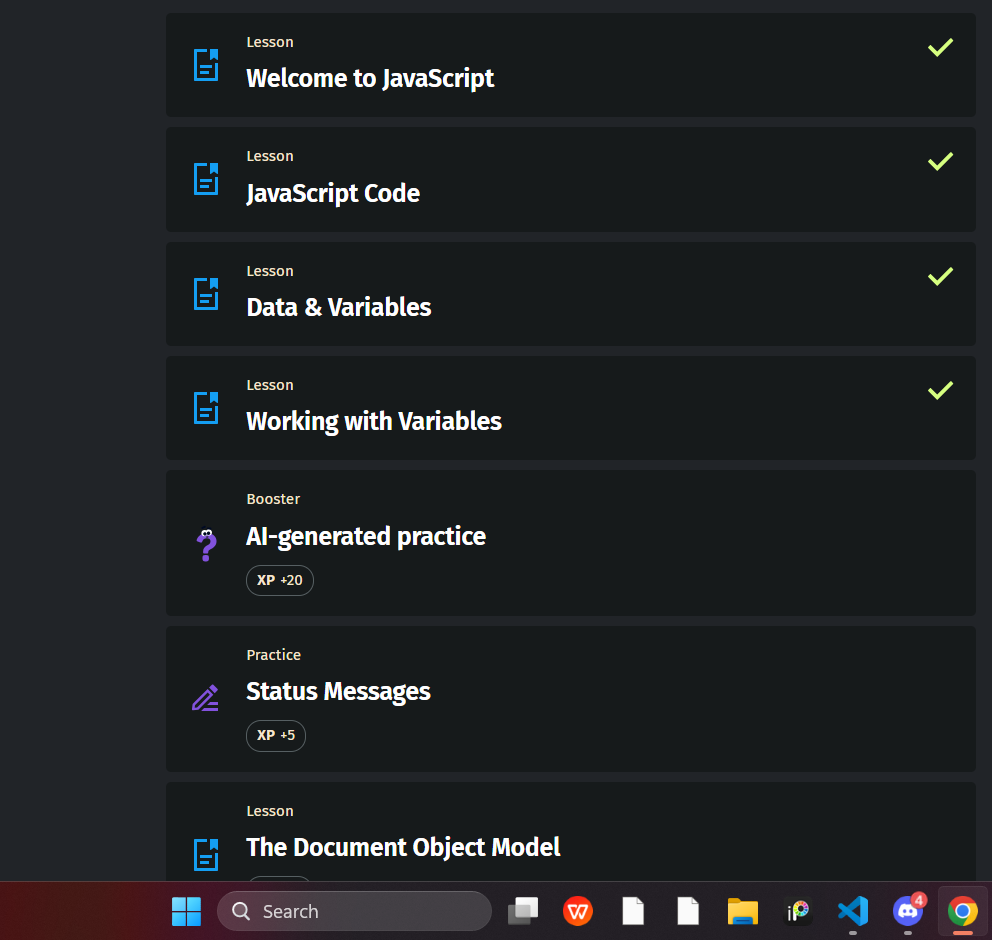 Lesson
Welcome to JavaScript
Lesson
JavaScript Code
Lesson
Data & Variables
Lesson
Working with Variables
Booster
AI-generated practice
XP +20
Practice
Status Messages
XP +5
Lesson
The Document Object Model
Search
W
iP
4